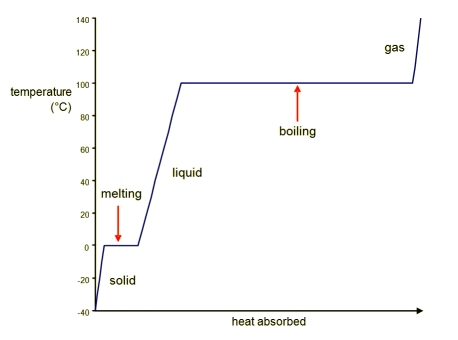 140
gas
120
100
temperature
(°C)
80
boiling
60
liquid
40
melting
20
0
-20
solid
-40
heat absorbed